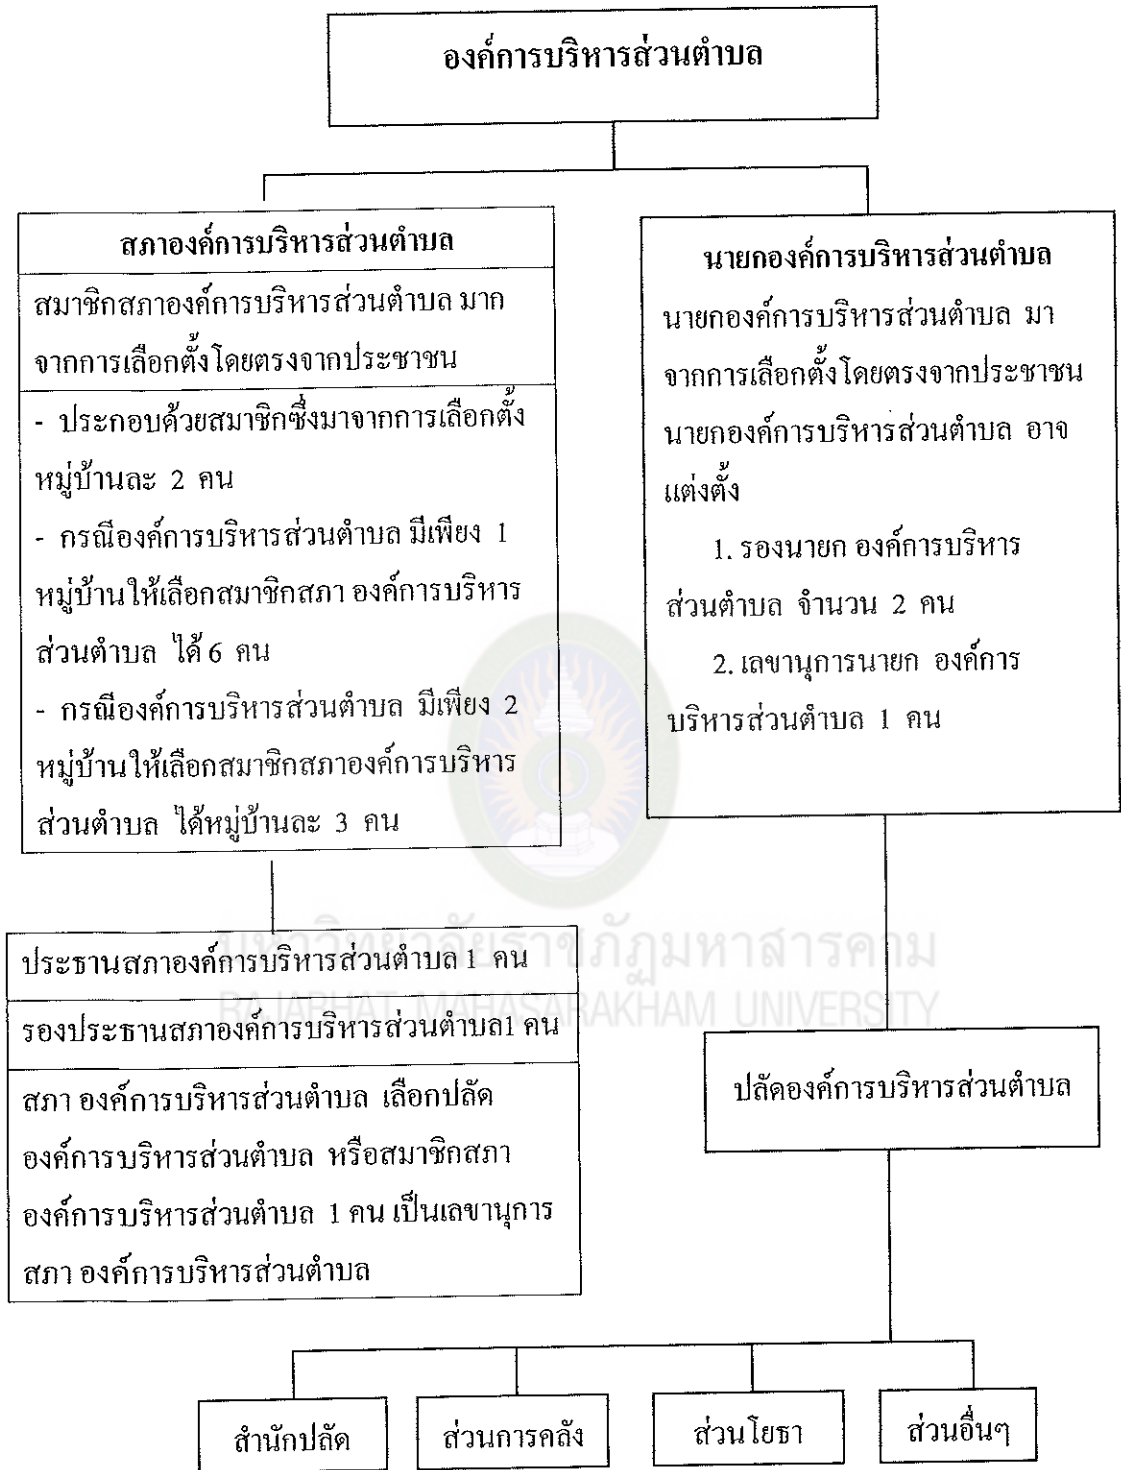 องค์การบริหารส่วนตำบล
สภาองค์การบริหารส่วนตำบล
สมาชิกสภาองค์การบริหารส่วนตำบล มาก
จากการเลือกตั้งโดยตรงจากประชาชน
- ประกอบด้วยสมาชิกซึ่งมาจากการเลือกตั้ง
หมู่บ้านละ 2 คน
- กรณีองค์การบริหารส่วนตำบล มีเพียง 1
หมู่บ้านให้เลือกสมาชิกสภา องค์การบริหาร
ส่วนตำบล ได้ 6 คน
- กรณีองค์การบริหารส่วนตำบล มีเพียง 2
หมู่บ้านให้เลือกสมาชิกสภาองค์การบริหาร
ส่วนตำบล ได้หมู่บ้านละ 3 คน
นายกองค์การบริหารส่วนตำบล
นายกองค์การบริหารส่วนตำบล มา
จากการเลือกตั้งโดยตรงจากประชาชน
นายกองค์การบริหารส่วนตำบล อาจ
แต่งตั้ง
1. รองนายก องค์การบริหาร
ส่วนตำบล จำนวน 2 คน
2. เลขานุการนายก องค์การ
บริหารส่วนตำบล 1 คน
มหาวิทยาลัยราชภัฏมหาสารคาม
RAJABHAT MAHASARAKHAM UNIVERSITY
ประธานสภาองค์การบริหารส่วนตำบล 1 คน
รองประธานสภาองค์การบริหารส่วนตำบล1 คน
สภา องค์การบริหารส่วนตำบล เลือกปลัด
องค์การบริหารส่วนตำบล หรือสมาชิกสภา
องค์การบริหารส่วนตำบล 1 คน เป็นเลขานุการ
สภา องค์การบริหารส่วนตำบล
ปลัดองค์การบริหารส่วนตำบล
สำนักปลัด
ส่วนการคลัง
ส่วนโยธา
ส่วนอื่นๆ